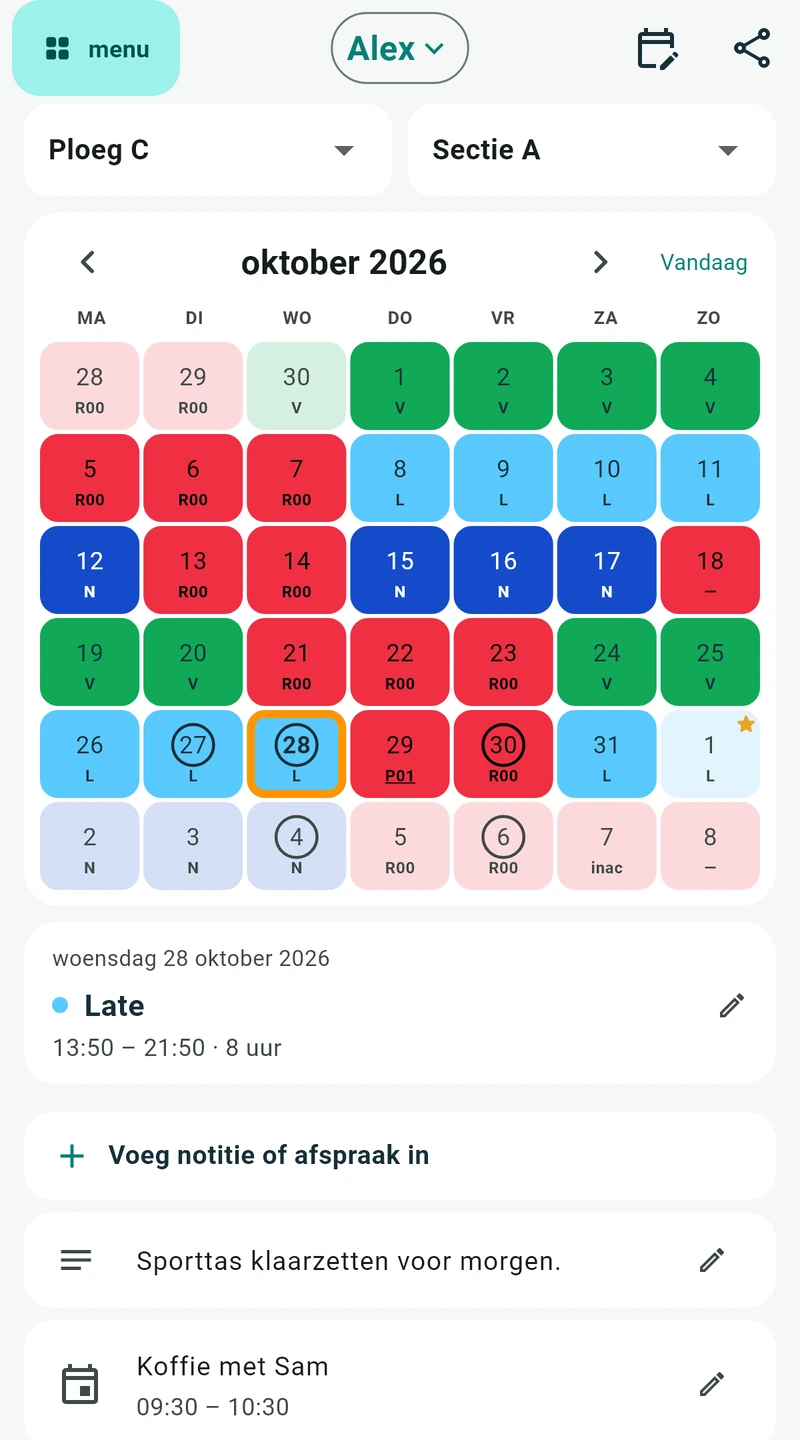 menu
Alex
Ploeg C
Sectie A
oktober 2026
Vandaag
MA DI WO DO VR ZA ZO
28 29 30 1 2 3 4
R00 R00 V V V V V
5 6 7 8 9 10 11
R00 R00 R00 L L L L
12 13 14 15 16 17 18
N R00 R00 N N N –
19 20 21 22 23 24 25
V V R00 R00 R00 V V
26 27 28 29 30 31 1
L L L P01 R00 L L
2 3 4 5 6 7 8
N N N R00 R00 inac –
woensdag 28 oktober 2026
Late
13:50 – 21:50 · 8 uur
Voeg notitie of afspraak in
Sporttas klaarzetten voor morgen.
Koffie met Sam
09:30 – 10:30